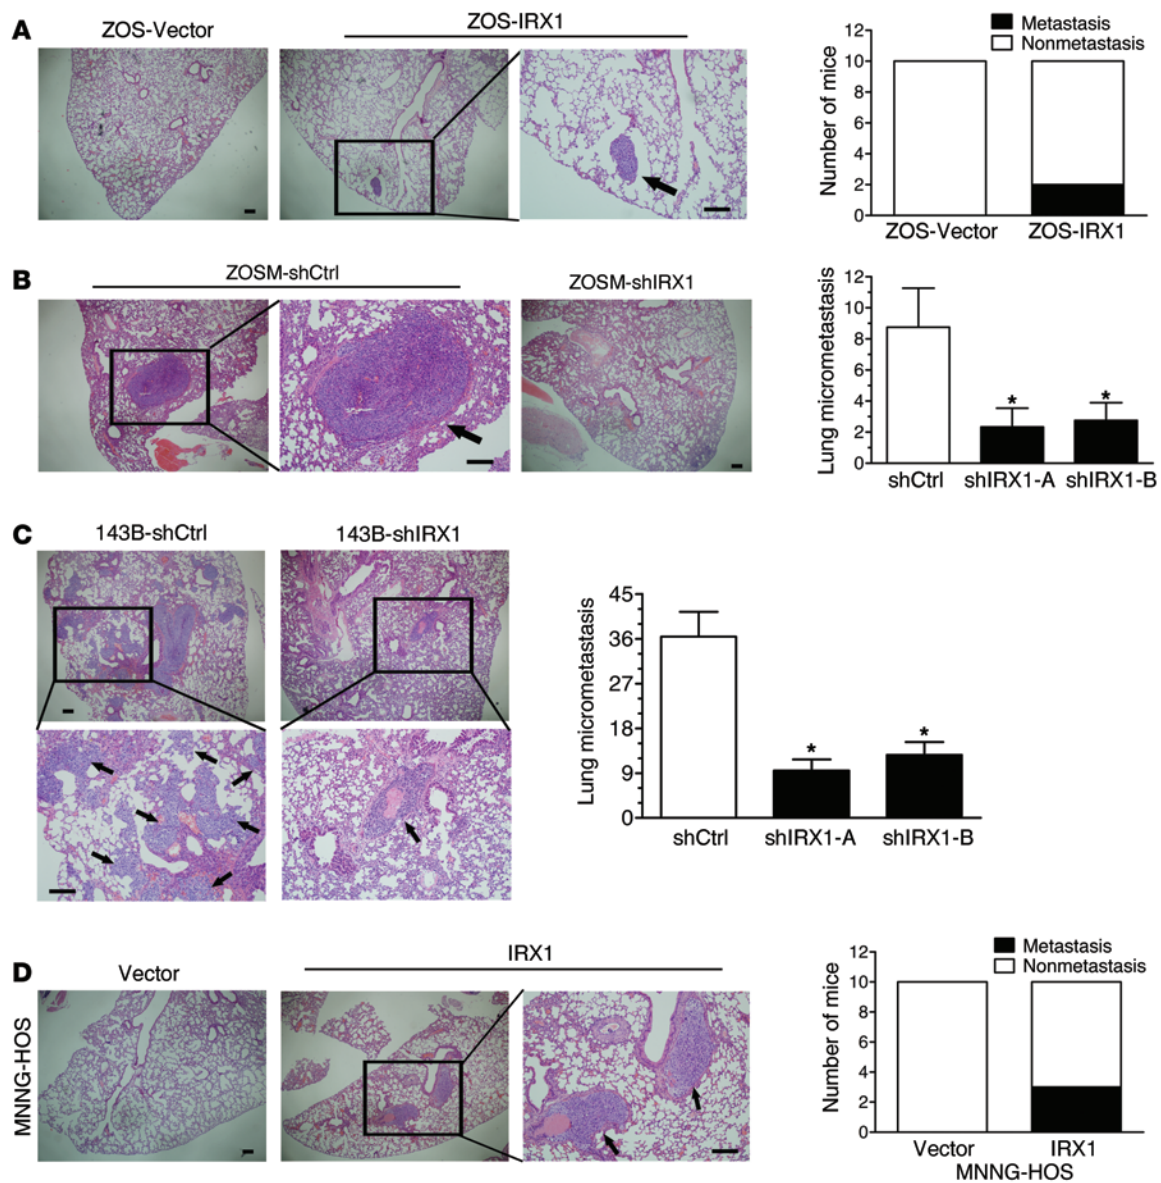 A
ZOS-Vector
ZOS-IRX1
Metastasis
Nonmetastasis
Number of mice
12
10
8
6
4
2
0
ZOS-Vector
ZOS-IRX1
B
ZOSM-shCtrl
ZOSM-shIRX1
Lung micrometastasis
12
10
8
6
4
2
0
*
*
shCtrl
shIRX1-A
shIRX1-B
C
143B-shCtrl
143B-shIRX1
Lung micrometastasis
45
36
27
18
9
0
*
*
shCtrl
shIRX1-A
shIRX1-B
D
Vector
IRX1
MNNG-HOS
Metastasis
Nonmetastasis
Number of mice
12
10
8
6
4
2
0
Vector
IRX1
MNNG-HOS